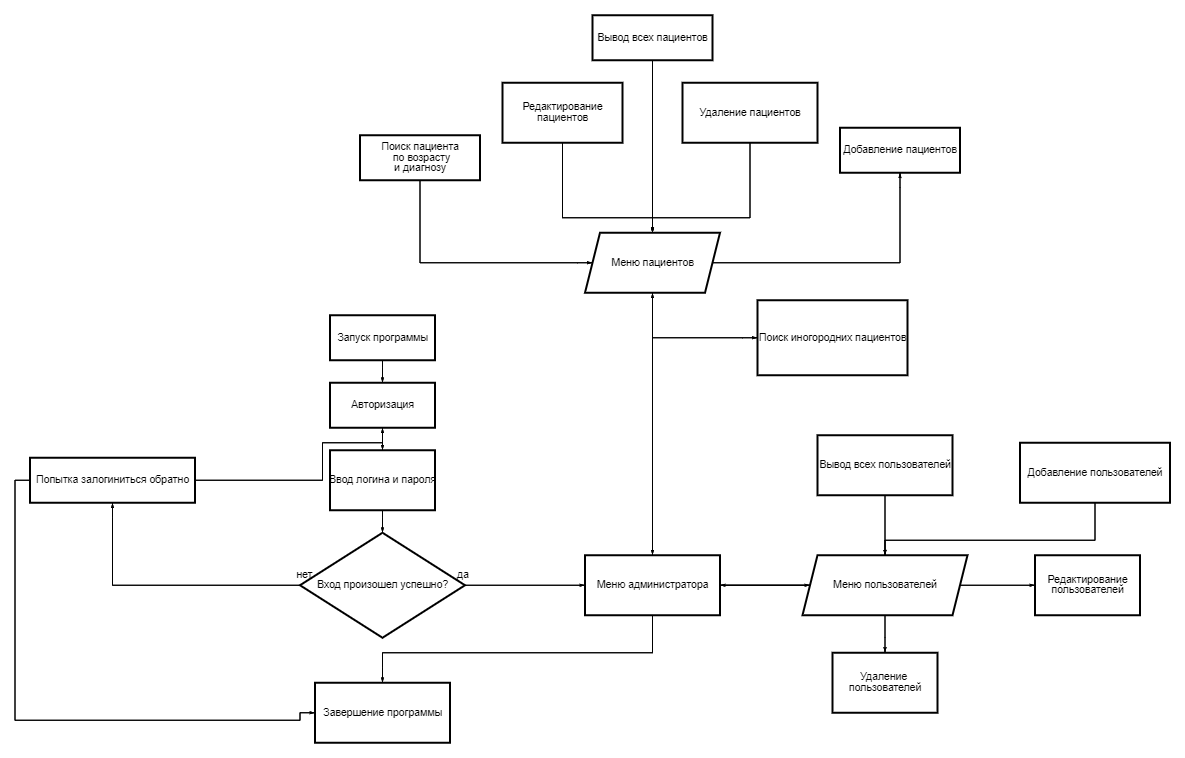 Вывод всех пациентов
Редактирование
пациентов
Удаление пациентов
Поиск пациента
по возрасту
и диагнозу
Добавление пациентов
Меню пациентов
Запуск программы
Поиск иногородних пациентов
Авторизация
Попытка залогиниться обратно
Ввод логина и пароля
Вывод всех пользователей
Добавление пользователей
нет
Вход произошел успешно?
да
Меню администратора
Меню пользователей
Редактирование
пользователей
Удаление
пользователей
Завершение программы